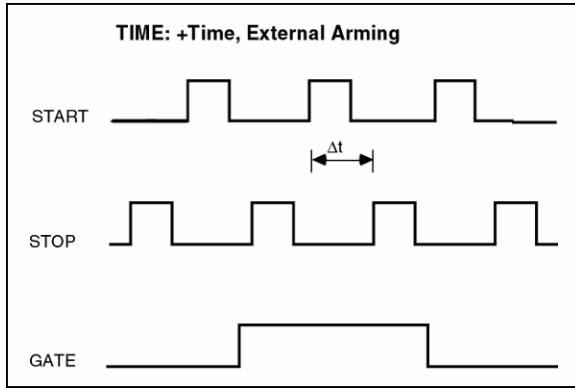 TIME: +Time, External Arming
START
Δt
STOP
GATE